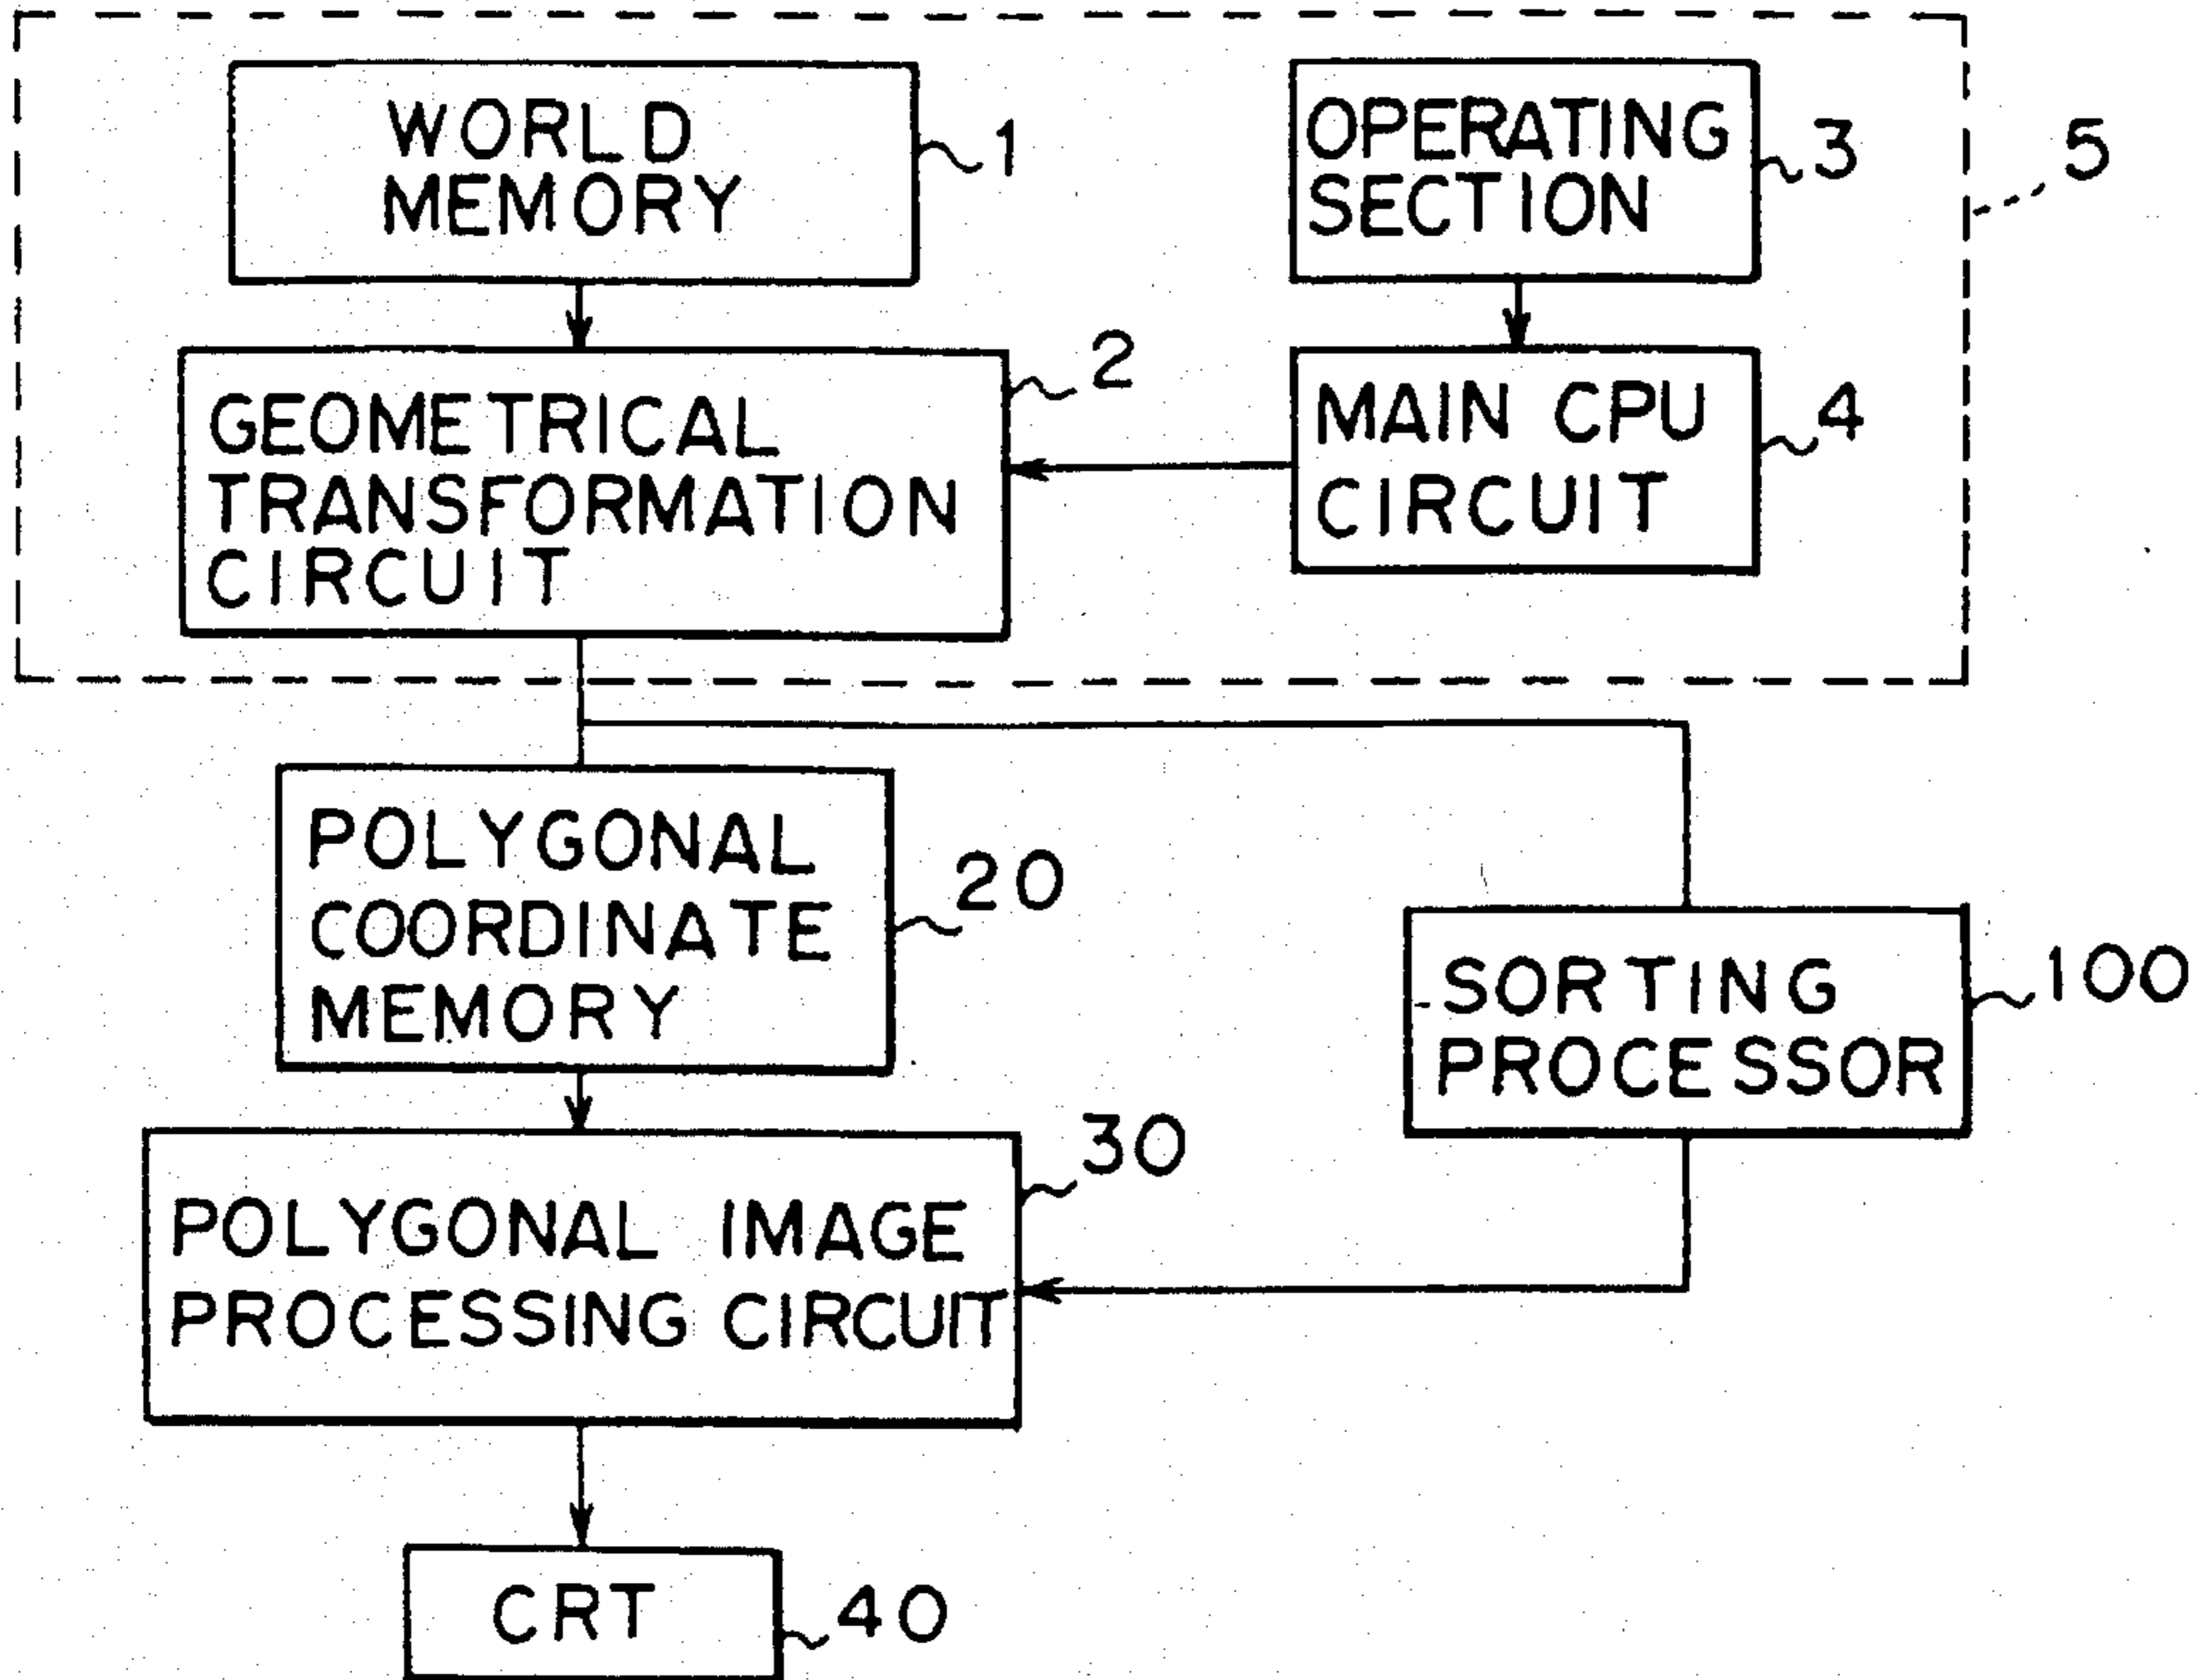 WORLD
MEMORY
1
OPERATING
SECTION
3
5
GEOMETRICAL
TRANSFORMATION
CIRCUIT
2
MAIN CPU
CIRCUIT
4
POLYGONAL
COORDINATE
MEMORY
20
SORTING
PROCESSOR
100
POLYGONAL IMAGE
PROCESSING CIRCUIT
30
CRT
40